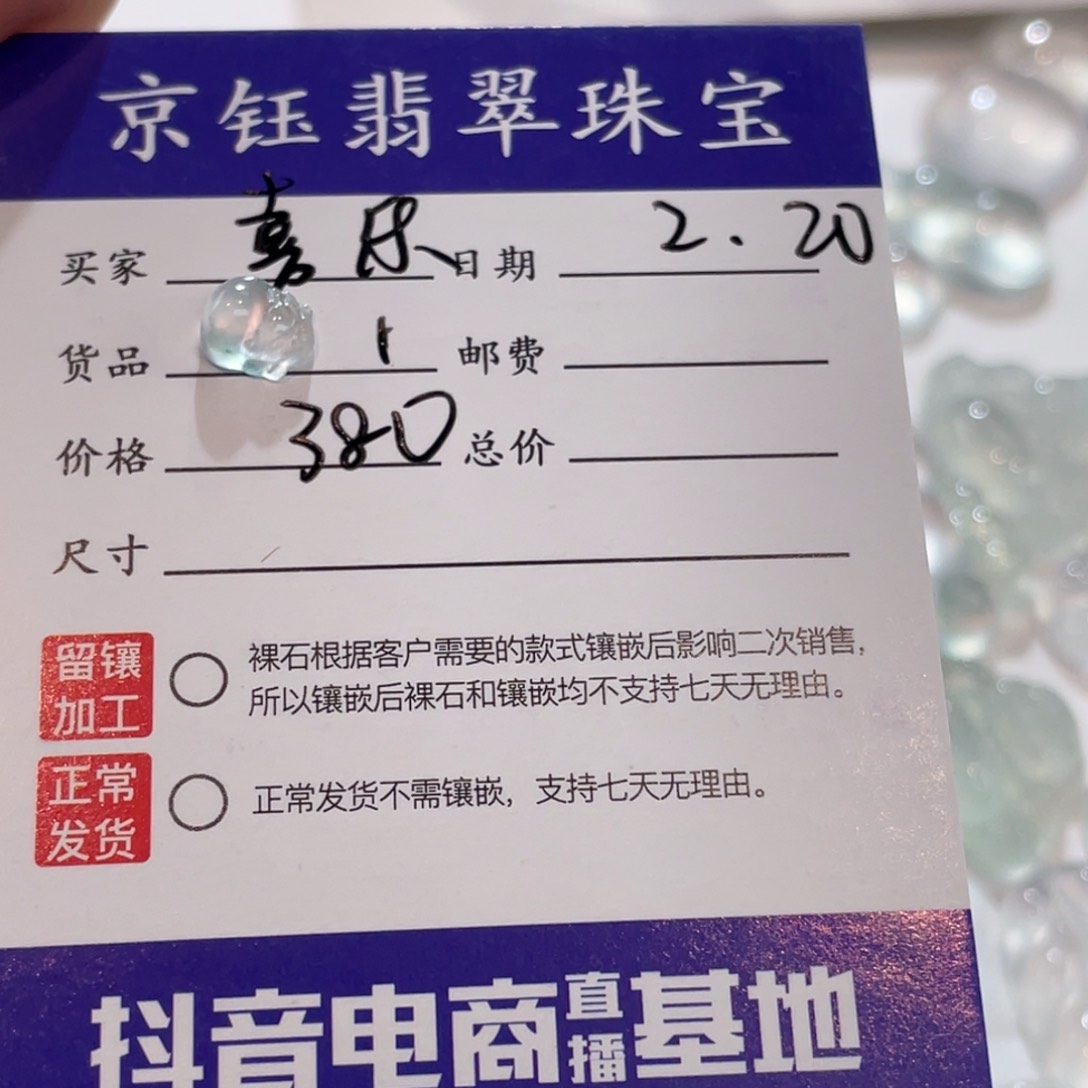 京钰翡翠珠宝
买家 喜乐 日期 2.20
货品 1 邮费
价格 380 总价
尺寸
留镶加工 裸石根据客户需要的款式镶嵌后影响二次销售，
所以镶嵌后裸石和镶嵌均不支持七天无理由。
正常发货 正常发货不需镶嵌，支持七天无理由。
抖音电商直播基地